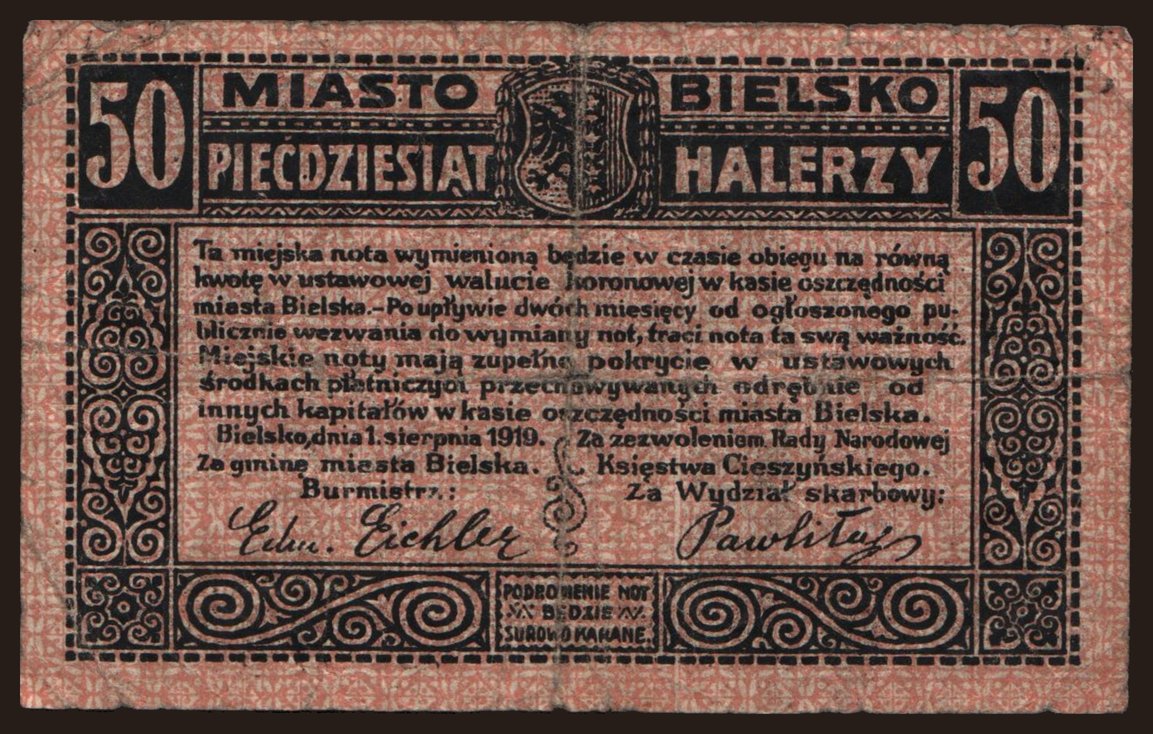 50 MIASTO BIELSKO 50
PIĘĆDZIESIĄT HALERZY
Ta miejska nota wymienioną będzie w czasie obiegu na równą
kwotę w ustawowej walucie koronowej w kasie oszczędności
miasta Bielska.-Po upływie dwóch miesięcy od ogłoszonego pu-
blicznie wezwania do wymiany not, traci nota ta swą ważność.
Miejskie noty mają zupełne pokrycie w ustawowych
środkach płatniczych przechowywanych odrębnie od
innych kapitałów w kasie oszczędności miasta Bielska.
Bielsko, dnia 1. sierpnia 1919. Za zezwoleniem Rady Narodowej
Za gminę miasta Bielska. Księstwa Cieszyńskiego.
Burmistrz: Za Wydział skarbowy:
Edm. Eichler
PODROBIENIE NOT
BĘDZIE
SUROWO KARANE.